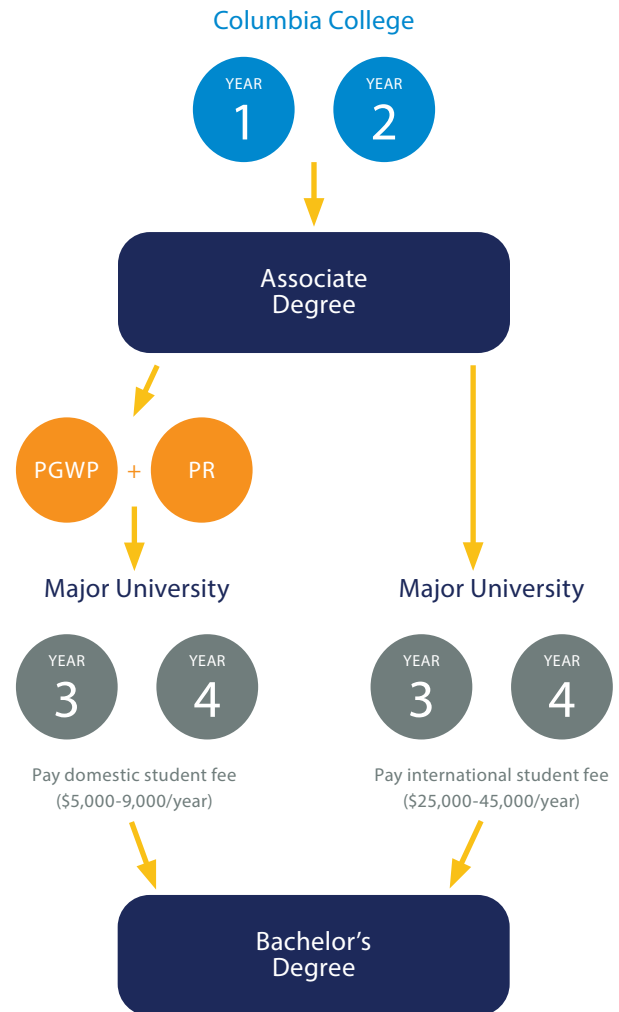 Columbia College
YEAR
1
YEAR
2
Associate
Degree
PGWP
+
PR
Major University
YEAR
3
YEAR
4
Pay domestic student fee
($5,000-9,000/year)
Major University
YEAR
3
YEAR
4
Pay international student fee
($25,000-45,000/year)
Bachelor’s
Degree